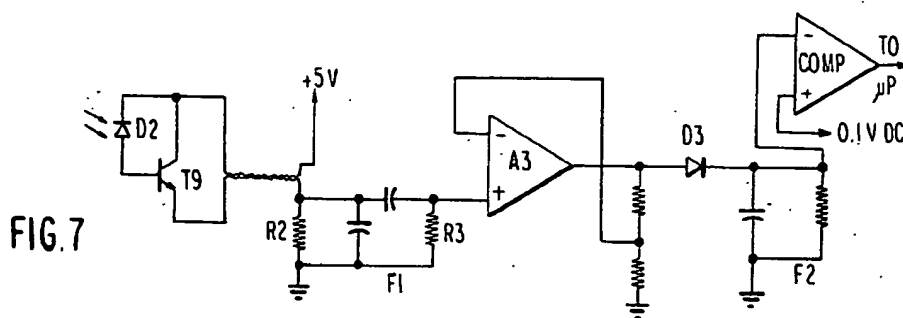 FIG.7
D2
T9
+5V
R2
F1
R3
-
A3
+
D3
-
COMP
+
TO
μP
0.1V DC
F2